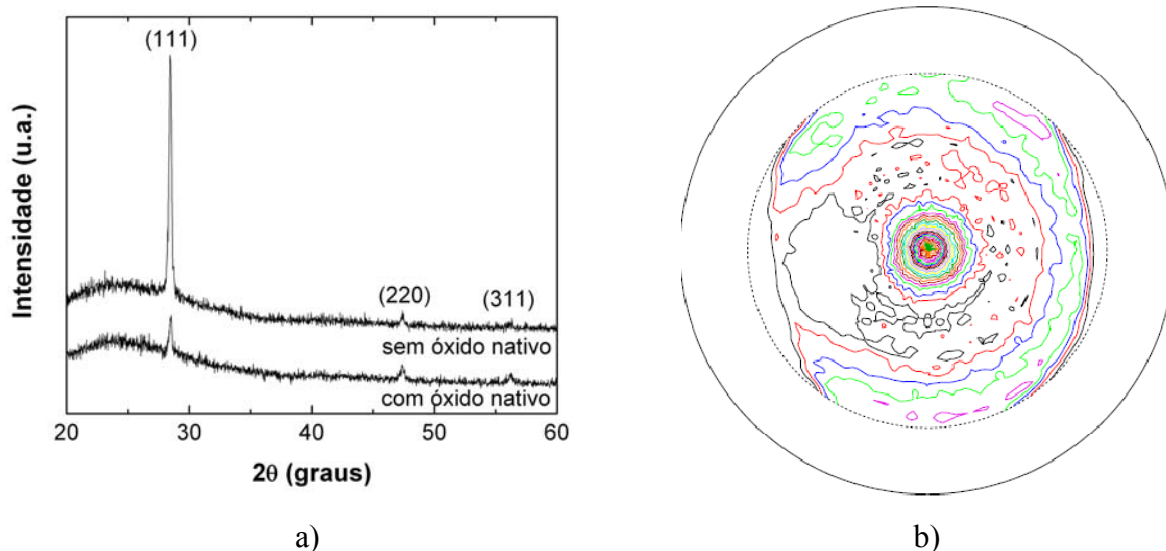 (111)
(220)
(311)
sem óxido nativo
com óxido nativo
Intensidade (u.a.)
20 30 40 50 60
2θ (graus)
a) b)